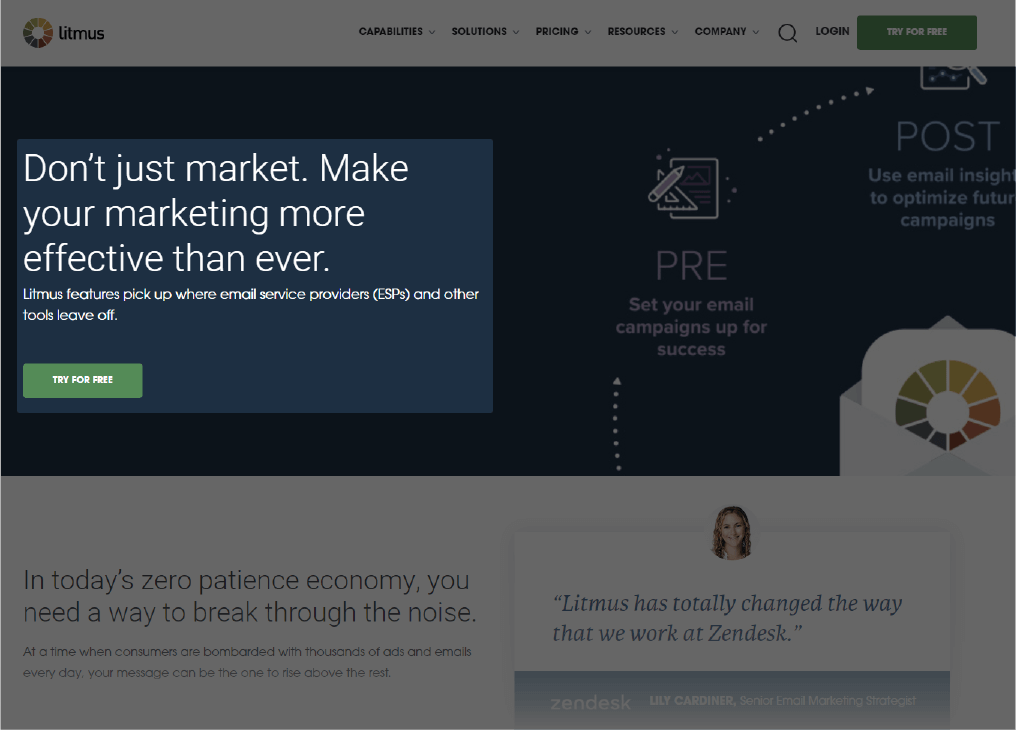 litmus
CAPABILITIES SOLUTIONS PRICING RESOURCES COMPANY LOGIN TRY FOR FREE
Don't just market. Make
your marketing more
effective than ever.
Litmus features pick up where email service providers (ESPs) and other
tools leave off.
TRY FOR FREE
POST
Use email insight
to optimize futur
campaigns
PRE
Set your email
campaigns up for
success
In today's zero patience economy, you
need a way to break through the noise.
At a time when consumers are bombarded with thousands of ads and emails
every day, your message can be the one to rise above the rest.
“Litmus has totally changed the way
that we work at Zendesk.”
zendesk LILY CARDINER, Senior Email Marketing Strategist